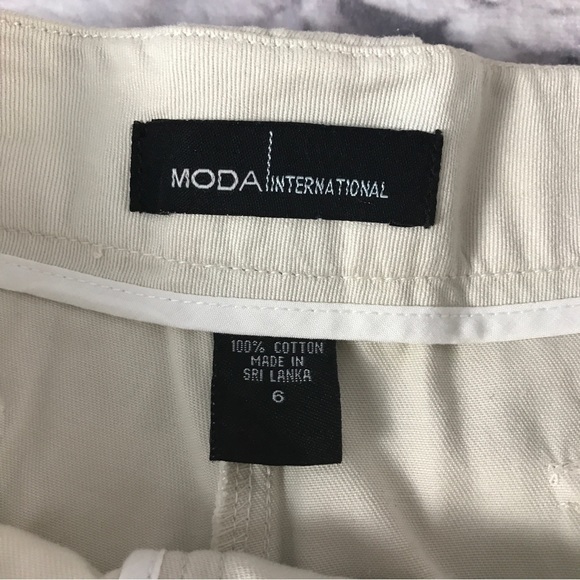 MODA INTERNATIONAL
100% COTTON
MADE IN
SRI LANKA
6